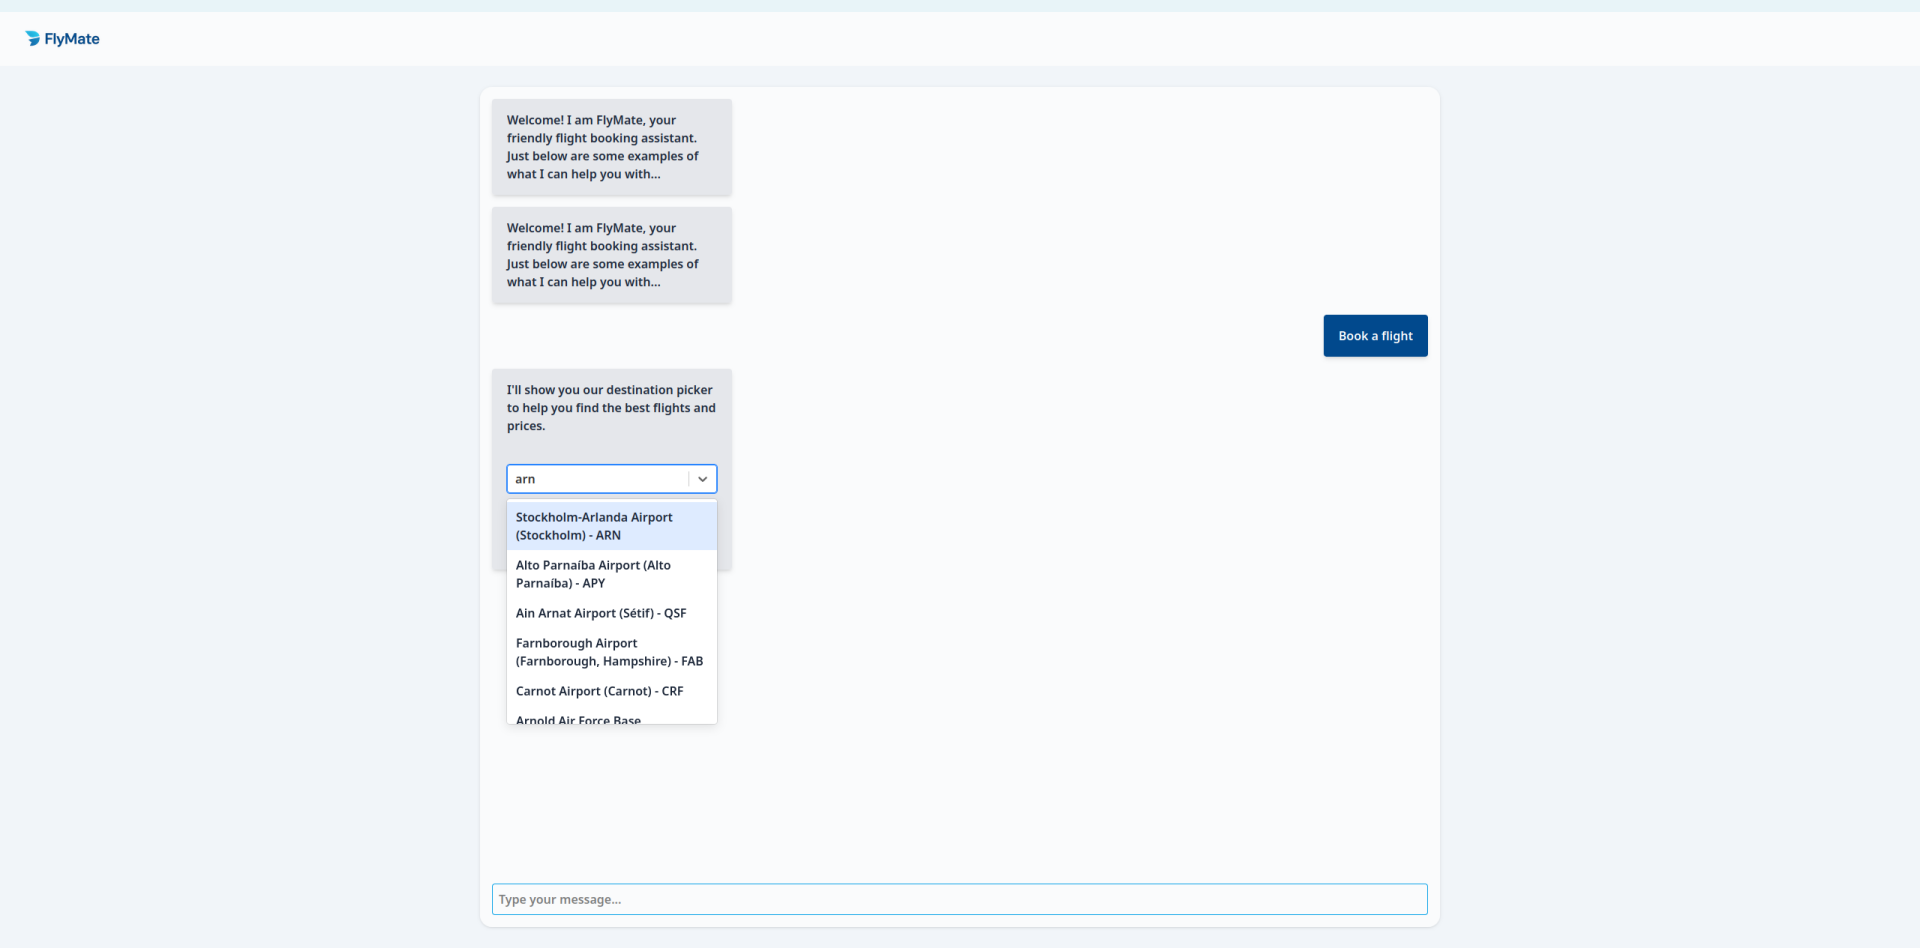 FlyMate
Welcome! I am FlyMate, your
friendly flight booking assistant.
Just below are some examples of
what I can help you with...
Welcome! I am FlyMate, your
friendly flight booking assistant.
Just below are some examples of
what I can help you with...
Book a flight
I'll show you our destination picker
to help you find the best flights and
prices.
arn
Stockholm-Arlanda Airport
(Stockholm) - ARN
Alto Parnaíba Airport (Alto
Parnaíba) - APY
Ain Arnat Airport (Sétif) - QSF
Farnborough Airport
(Farnborough, Hampshire) - FAB
Carnot Airport (Carnot) - CRF
Arnold Air Force Base
Type your message...